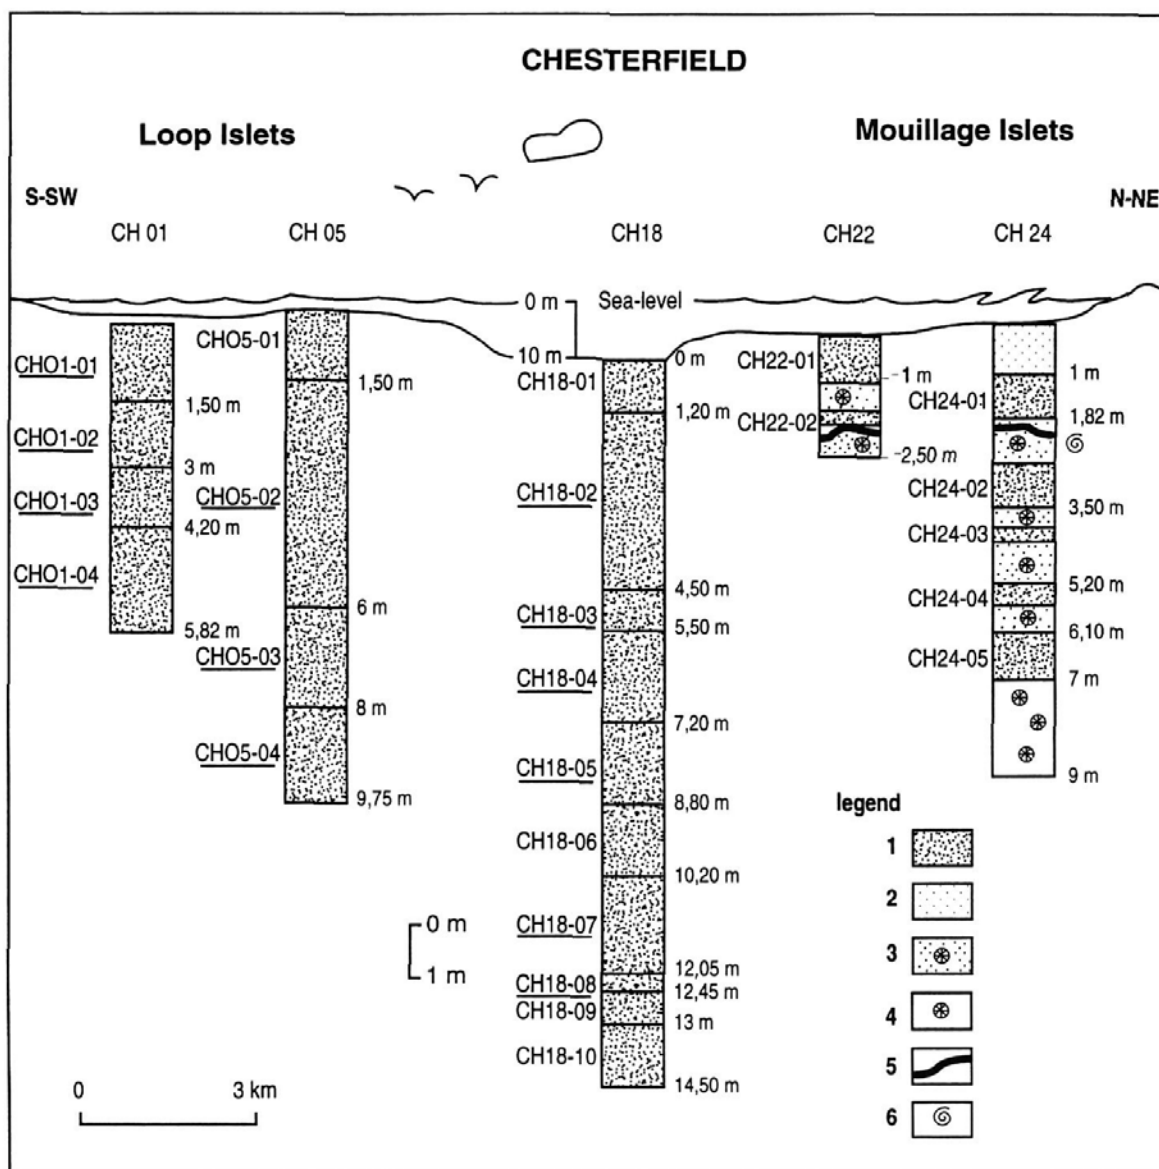 CHESTERFIELD
Loop Islets
Mouillage Islets
S-SW
N-NE
CH 01
CH 05
CH18
CH22
CH 24
0 m
Sea-level
10 m
0 m
CHO1-01
1,50 m
CHO1-02
3 m
CHO1-03
4,20 m
CHO1-04
5,82 m
CHO5-01
1,50 m
CHO5-02
6 m
CHO5-03
8 m
CHO5-04
9,75 m
CH18-01
1,20 m
CH18-02
4,50 m
CH18-03
5,50 m
CH18-04
7,20 m
CH18-05
8,80 m
CH18-06
10,20 m
CH18-07
12,05 m
CH18-08
12,45 m
CH18-09
13 m
CH18-10
14,50 m
CH22-01
1 m
CH22-02
2,50 m
1 m
CH24-01
1,82 m
CH24-02
3,50 m
CH24-03
5,20 m
CH24-04
6,10 m
CH24-05
7 m
9 m
0 m
1 m
0 3 km
legend
1
2
3
4
5
6